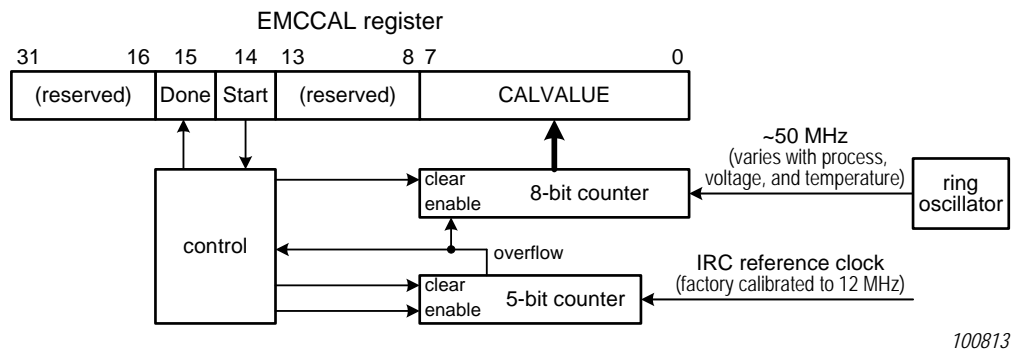 EMCCAL register
31 16 15 14 13 8 7 0
(reserved) Done Start (reserved) CALVALUE
~50 MHz
(varies with process,
voltage, and temperature)
clear
enable
8-bit counter
ring
oscillator
control
overflow
IRC reference clock
(factory calibrated to 12 MHz)
clear
enable
5-bit counter
100813